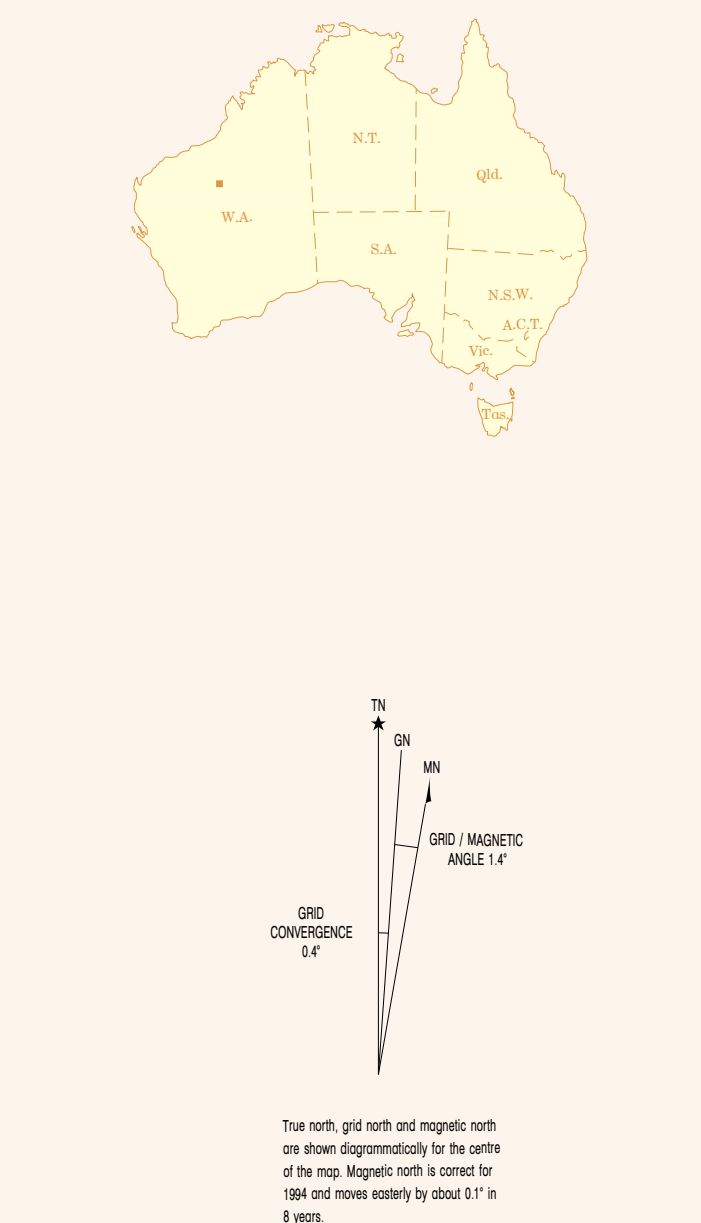 N.T.
Qld.
W.A.
S.A.
N.S.W.
A.C.T.
Vic.
Tas.
TN
GN
MN
GRID / MAGNETIC
ANGLE 1.4°
GRID
CONVERGENCE
0.4°
True north, grid north and magnetic north
are shown diagrammatically for the centre
of the map. Magnetic north is correct for
1994 and moves easterly by about 0.1° in
8 years.